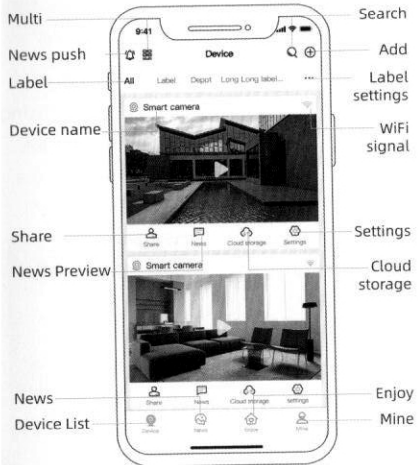 Multi
Search
9:41
News push
Device
Add
Label
All Label Depot Long Long label... ...
Label settings
Smart camera
Device name
WiFi signal
Share
Share News Cloud storage Settings
Settings
News Preview
Smart camera
Cloud storage
News
Share News Cloud storage settings
Enjoy
Device List
Device News Mine
Mine